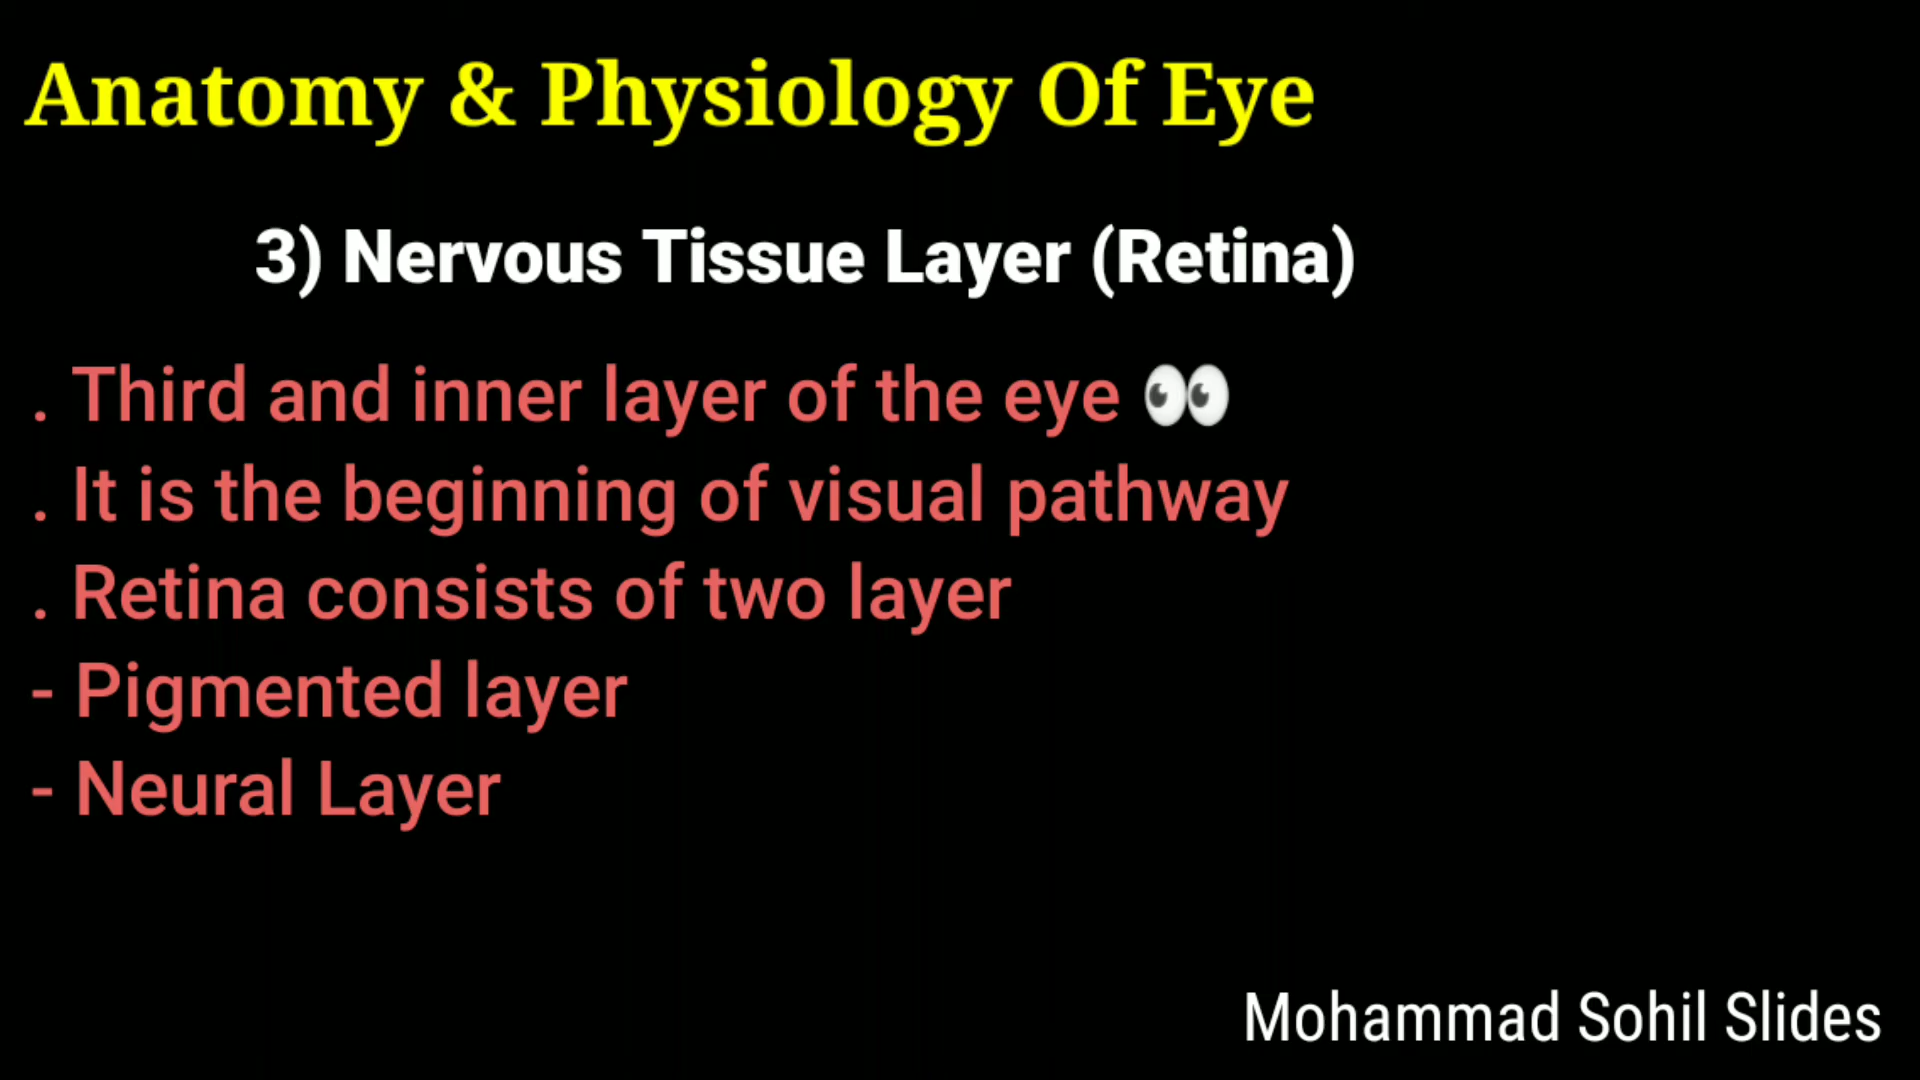 Anatomy & Physiology Of Eye
3) Nervous Tissue Layer (Retina)
. Third and inner layer of the eye 👀
. It is the beginning of visual pathway
. Retina consists of two layer
- Pigmented layer
- Neural Layer
Mohammad Sohil Slides